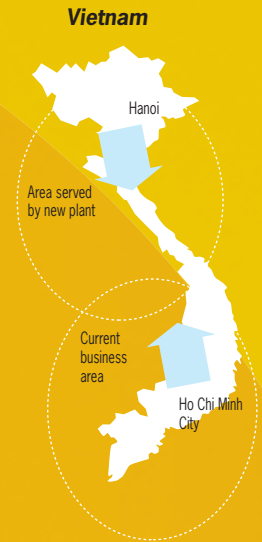 Vietnam
Hanoi
Area served
by new plant
Current
business
area
Ho Chi Minh
City